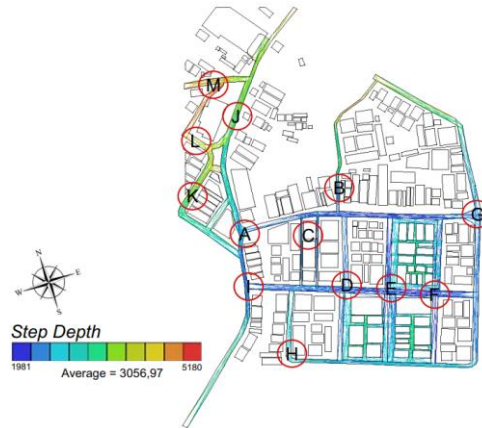 M
J
L
K
B
G
A
C
I
D
E
F
H
N
E
W
S
Step Depth
1981 5180
Average = 3056,97